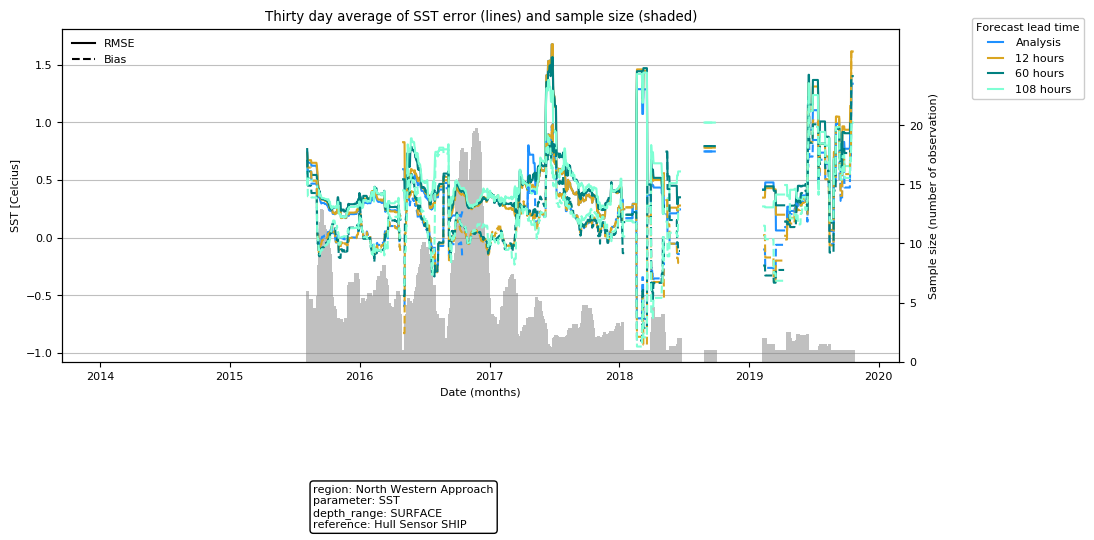 Thirty day average of SST error (lines) and sample size (shaded)
RMSE
Bias
Forecast lead time
Analysis
12 hours
60 hours
108 hours
SST [Celcius]
1.5
1.0
0.5
0.0
−0.5
−1.0
Sample size (number of observation)
20
15
10
5
0
2014
2015
2016
2017
2018
2019
2020
Date (months)
region: North Western Approach
parameter: SST
depth_range: SURFACE
reference: Hull Sensor SHIP